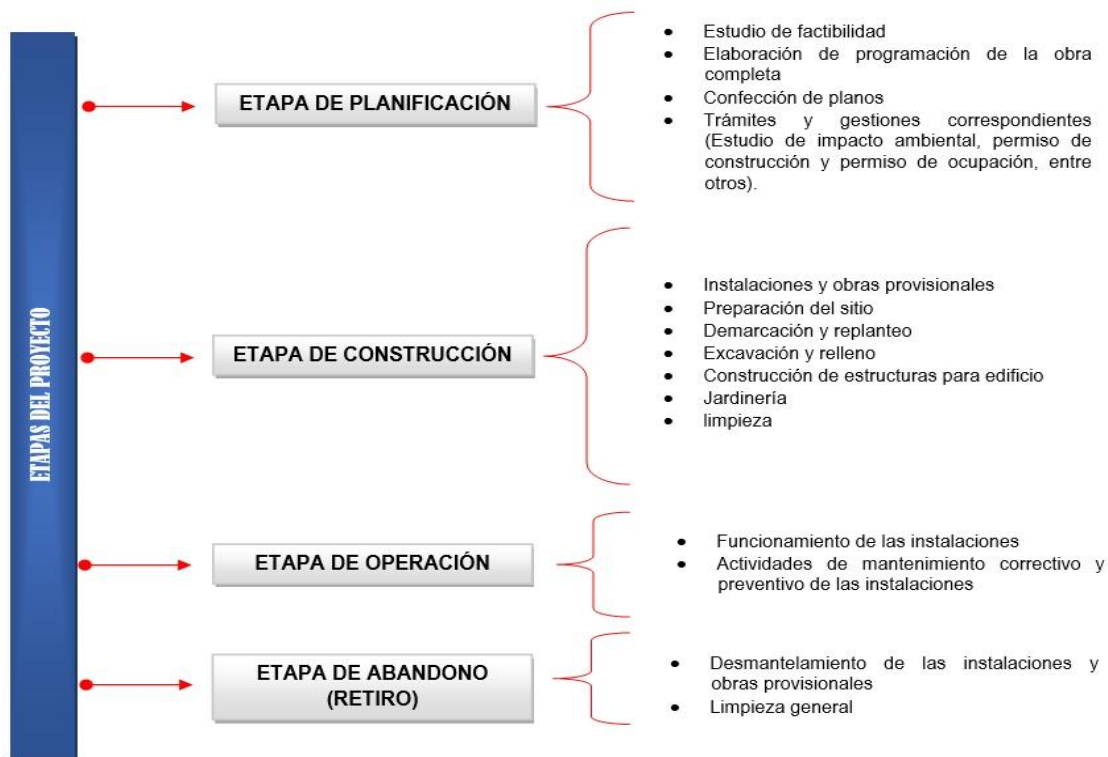 ETAPAS DEL PROYECTO
ETAPA DE PLANIFICACIÓN
• Estudio de factibilidad
• Elaboración de programación de la obra
completa
• Confección de planos
• Trámites y gestiones correspondientes
(Estudio de impacto ambiental, permiso de
construcción y permiso de ocupación, entre
otros).
ETAPA DE CONSTRUCCIÓN
• Instalaciones y obras provisionales
• Preparación del sitio
• Demarcación y replanteo
• Excavación y relleno
• Construcción de estructuras para edificio
• Jardinería
• limpieza
ETAPA DE OPERACIÓN
• Funcionamiento de las instalaciones
• Actividades de mantenimiento correctivo y
preventivo de las instalaciones
ETAPA DE ABANDONO
(RETIRO)
• Desmantelamiento de las instalaciones y
obras provisionales
• Limpieza general